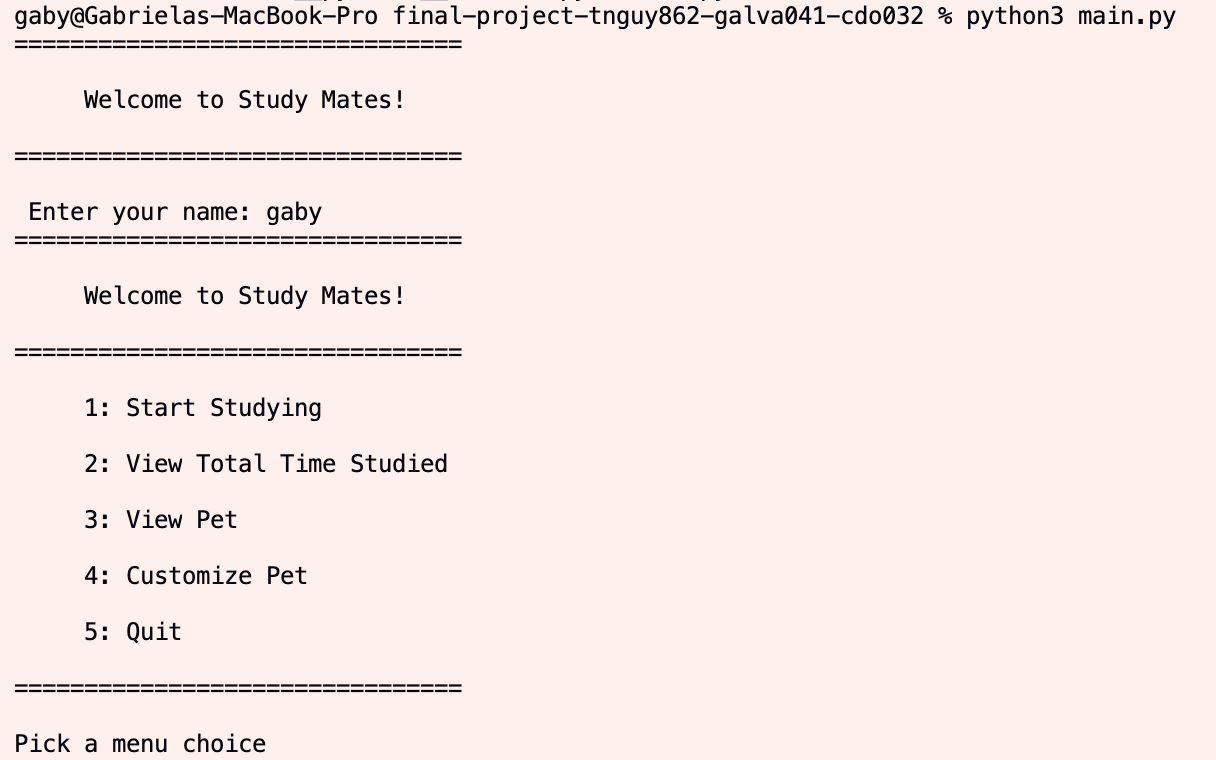 gaby@Gabrielas-MacBook-Pro final-project-tnguy862-galva041-cdo032 % python3 main.py
================================
Welcome to Study Mates!
================================
Enter your name: gaby
================================
Welcome to Study Mates!
================================
1: Start Studying
2: View Total Time Studied
3: View Pet
4: Customize Pet
5: Quit
================================
Pick a menu choice